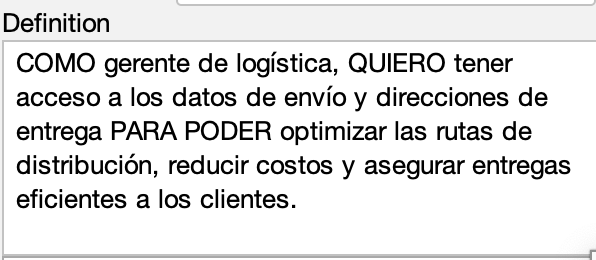 Definition
COMO gerente de logística, QUIERO tener
acceso a los datos de envío y direcciones de
entrega PARA PODER optimizar las rutas de
distribución, reducir costos y asegurar entregas
eficientes a los clientes.